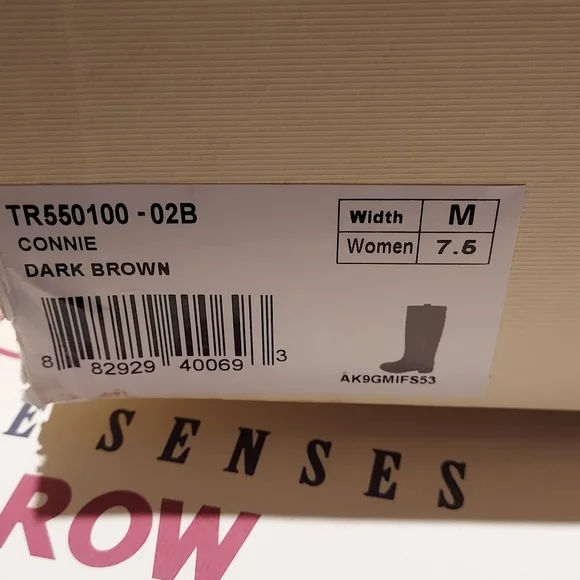 TR550100 - 02B
CONNIE
DARK BROWN
Width M
Women 7.5
8 82929 40069 3
AK9GMIFS53
E SENSES
ROW